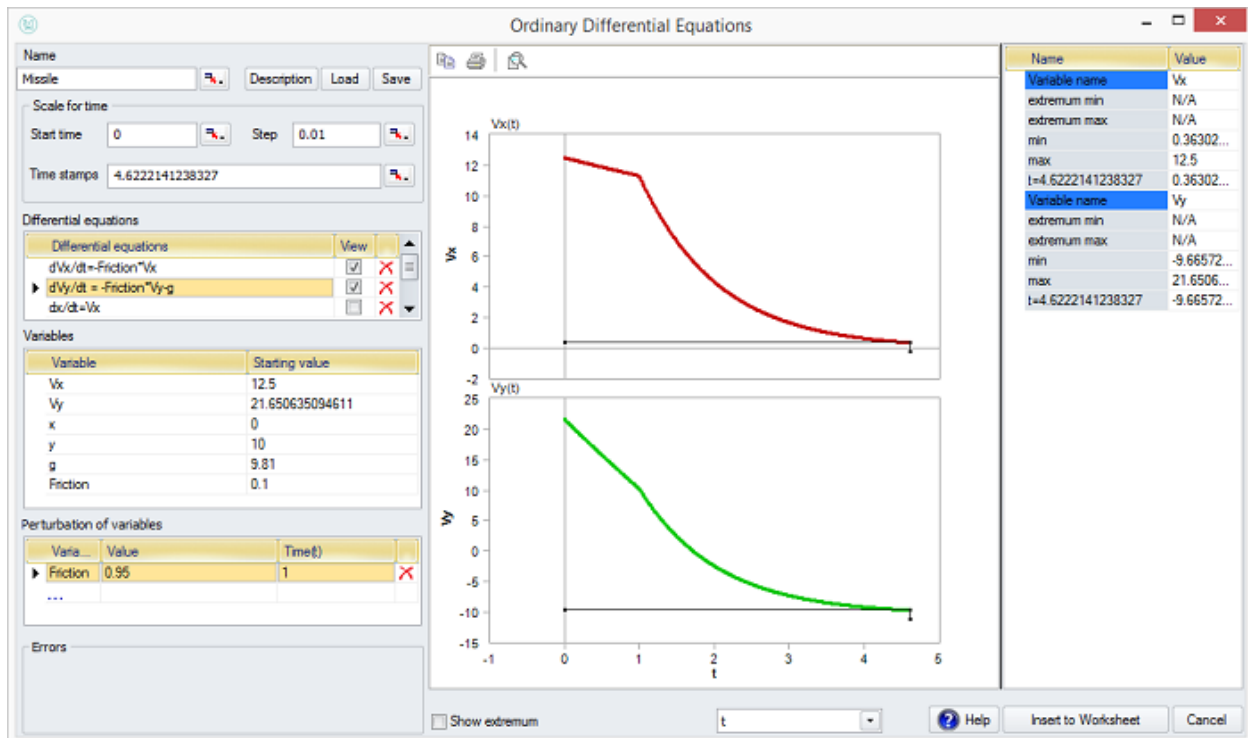 Ordinary Differential Equations
Name
Missile Description Load Save
Scale for time
Start time 0 Step 0.01
Time stamps 4.6222141238327
Differential equations
Differential equations View
dVx/dt=-Friction*Vx
dVy/dt = -Friction*Vy-g
dx/dt=Vx
Variables
Variable Starting value
Vx 12.5
Vy 21.650635094611
x 0
y 10
g 9.81
Friction 0.1
Perturbation of variables
Varia... Value Time(t)
Friction 0.95 1
...
Errors
Vx(t)
14
12
10
8
6
4
2
0
-2
Vx
Vy(t)
25
20
15
10
5
0
-5
-10
-15
Vy
-1 0 1 2 3 4 5
t
Show extremum t Help Insert to Worksheet Cancel
Name Value
Variable name Vx
extremum min N/A
extremum max N/A
min 0.36302...
max 12.5
t=4.6222141238327 0.36302...
Variable name Vy
extremum min N/A
extremum max N/A
min -9.66572...
max 21.6506...
t=4.6222141238327 -9.66572...